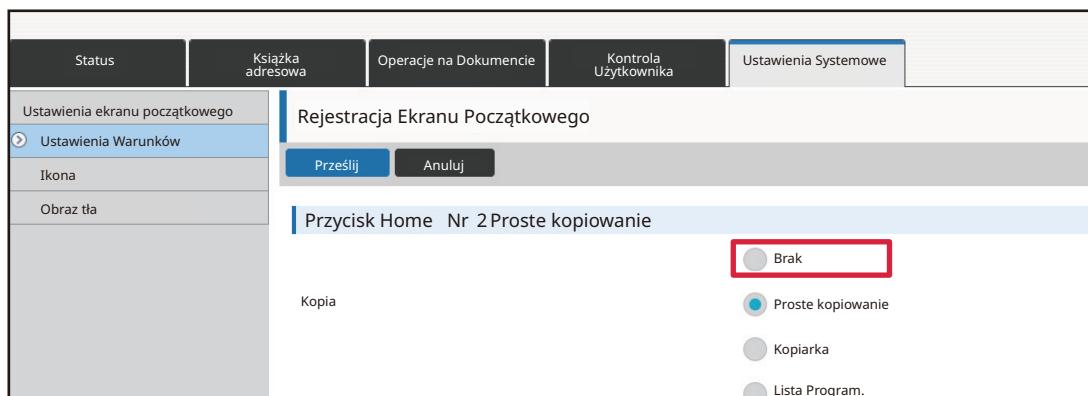 Status
Książka
adresowa
Operacje na Dokumencie
Kontrola
Użytkownika
Ustawienia Systemowe
Ustawienia ekranu początkowego
Ustawienia Warunków
Ikona
Obraz tła
Rejestracja Ekranu Początkowego
Prześlij
Anuluj
Przycisk Home Nr 2 Proste kopiowanie
Kopia
Brak
Proste kopiowanie
Kopiarka
Lista Program.